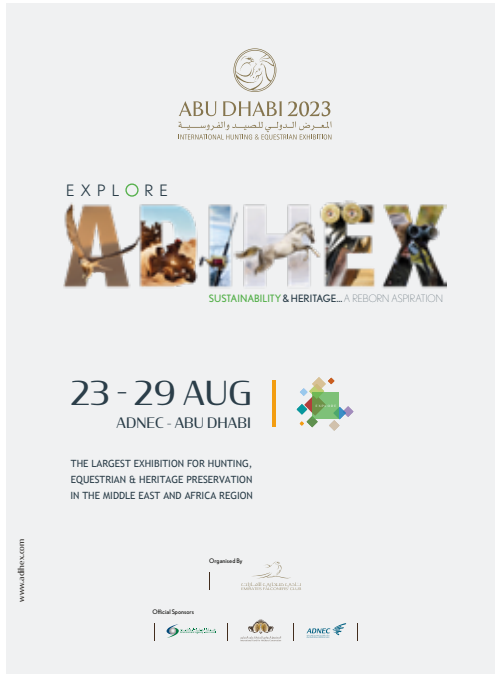 ABU DHABI 2023
المعرض الدولي للصيد والفروسية
INTERNATIONAL HUNTING & EQUESTRIAN EXHIBITION
EXPLORE
ADIHEX
SUSTAINABILITY & HERITAGE... A REBORN ASPIRATION
23 - 29 AUG
ADNEC - ABU DHABI
THE LARGEST EXHIBITION FOR HUNTING,
EQUESTRIAN & HERITAGE PRESERVATION
IN THE MIDDLE EAST AND AFRICA REGION
www.adihex.com
Organised By
Official Sponsors
ADNEC